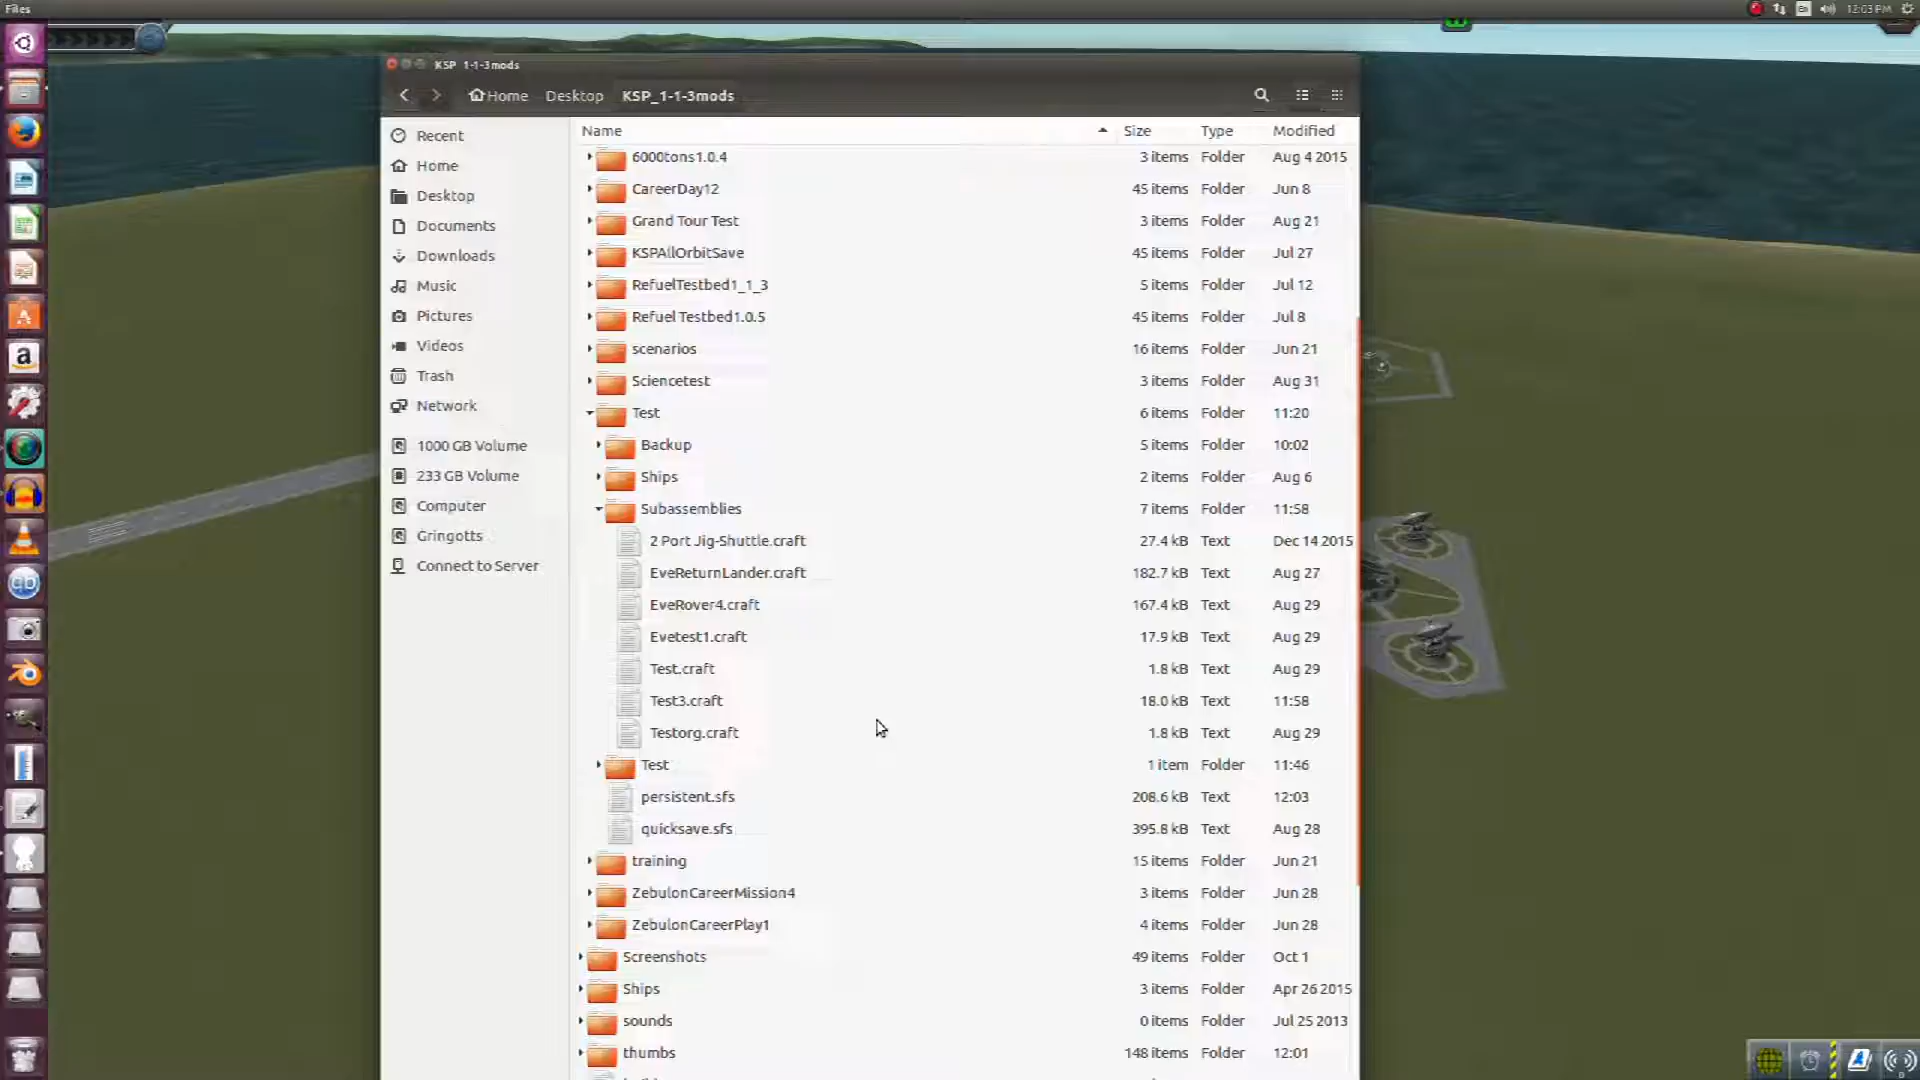 Files
En
12:03 PM
KSP_1-1-3mods
Home Desktop KSP_1-1-3mods
Recent
Home
Desktop
Documents
Downloads
Music
Pictures
Videos
Trash
Network
1000 GB Volume
233 GB Volume
Computer
Gringotts
Connect to Server
Name Size Type Modified
6000tons1.0.4 3 items Folder Aug 4 2015
CareerDay12 45 items Folder Jun 8
Grand Tour Test 3 items Folder Aug 21
KSPAllOrbitSave 45 items Folder Jul 27
RefuelTestbed1_1_3 5 items Folder Jul 12
Refuel Testbed1.0.5 45 items Folder Jul 8
scenarios 16 items Folder Jun 21
Sciencetest 3 items Folder Aug 31
Test 6 items Folder 11:20
Backup 5 items Folder 10:02
Ships 2 items Folder Aug 6
Subassemblies 7 items Folder 11:58
2 Port Jig-Shuttle.craft 27.4 kB Text Dec 14 2015
EveReturnLander.craft 182.7 kB Text Aug 27
EveRover4.craft 167.4 kB Text Aug 29
Evetest1.craft 17.9 kB Text Aug 29
Test.craft 1.8 kB Text Aug 29
Test3.craft 18.0 kB Text 11:58
Testorg.craft 1.8 kB Text Aug 29
Test 1 item Folder 11:46
persistent.sfs 208.6 kB Text 12:03
quicksave.sfs 395.8 kB Text Aug 28
training 15 items Folder Jun 21
ZebulonCareerMission4 3 items Folder Jun 28
ZebulonCareerPlay1 4 items Folder Jun 28
Screenshots 49 items Folder Oct 1
Ships 3 items Folder Apr 26 2015
sounds 0 items Folder Jul 25 2013
thumbs 148 items Folder 12:01